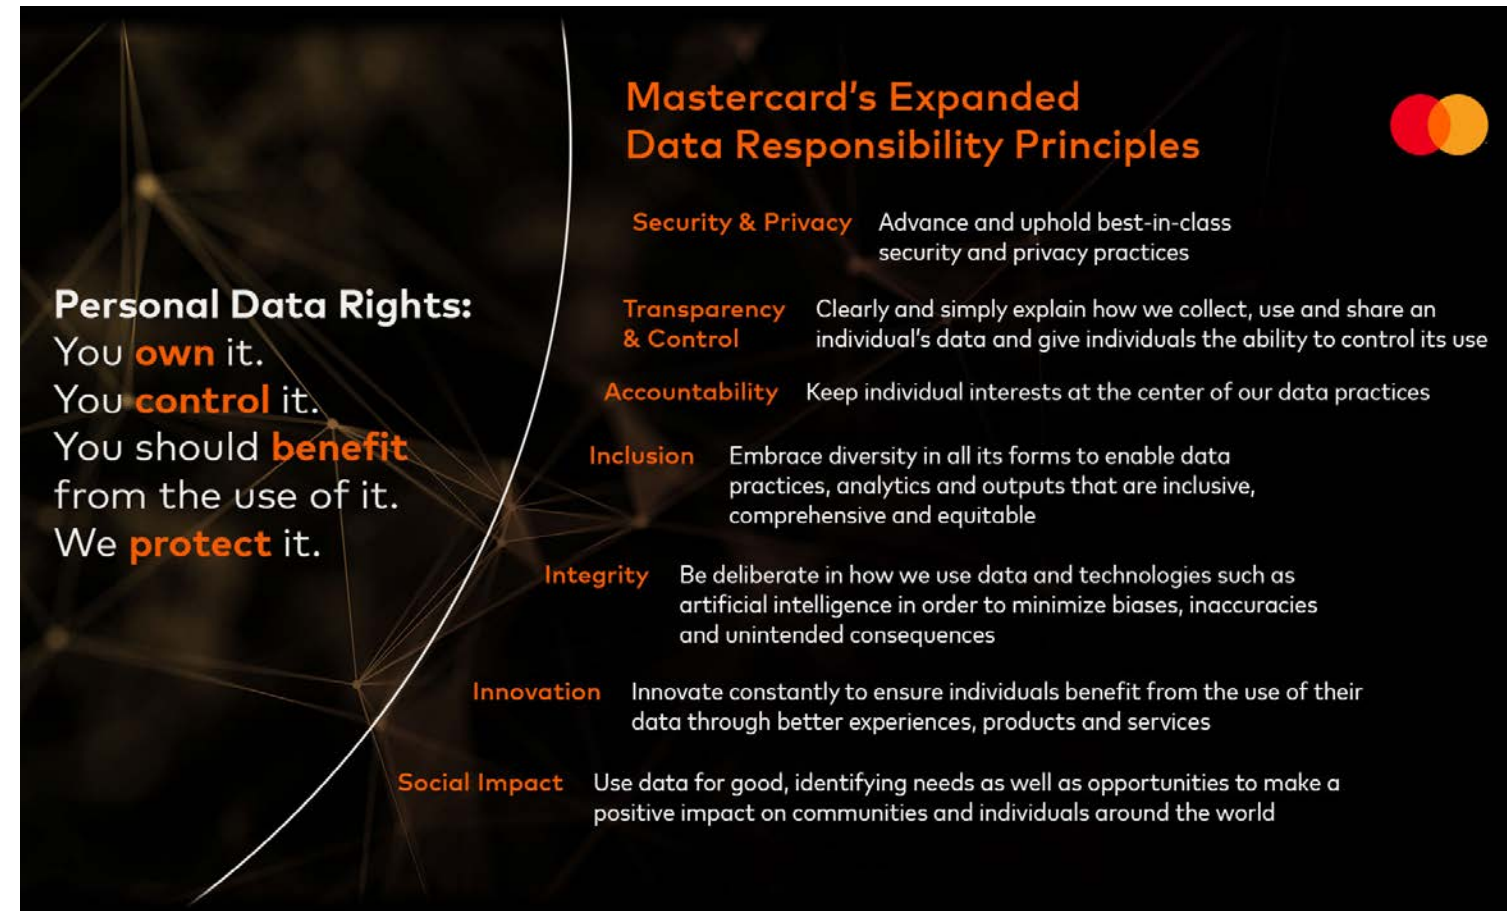 Mastercard's Expanded
Data Responsibility Principles
Personal Data Rights:
You own it.
You control it.
You should benefit
from the use of it.
We protect it.
Security & Privacy
Advance and uphold best-in-class
security and privacy practices
Transparency
& Control
Clearly and simply explain how we collect, use and share an
individual's data and give individuals the ability to control its use
Accountability
Keep individual interests at the center of our data practices
Inclusion
Embrace diversity in all its forms to enable data
practices, analytics and outputs that are inclusive,
comprehensive and equitable
Integrity
Be deliberate in how we use data and technologies such as
artificial intelligence in order to minimize biases, inaccuracies
and unintended consequences
Innovation
Innovate constantly to ensure individuals benefit from the use of their
data through better experiences, products and services
Social Impact
Use data for good, identifying needs as well as opportunities to make a
positive impact on communities and individuals around the world